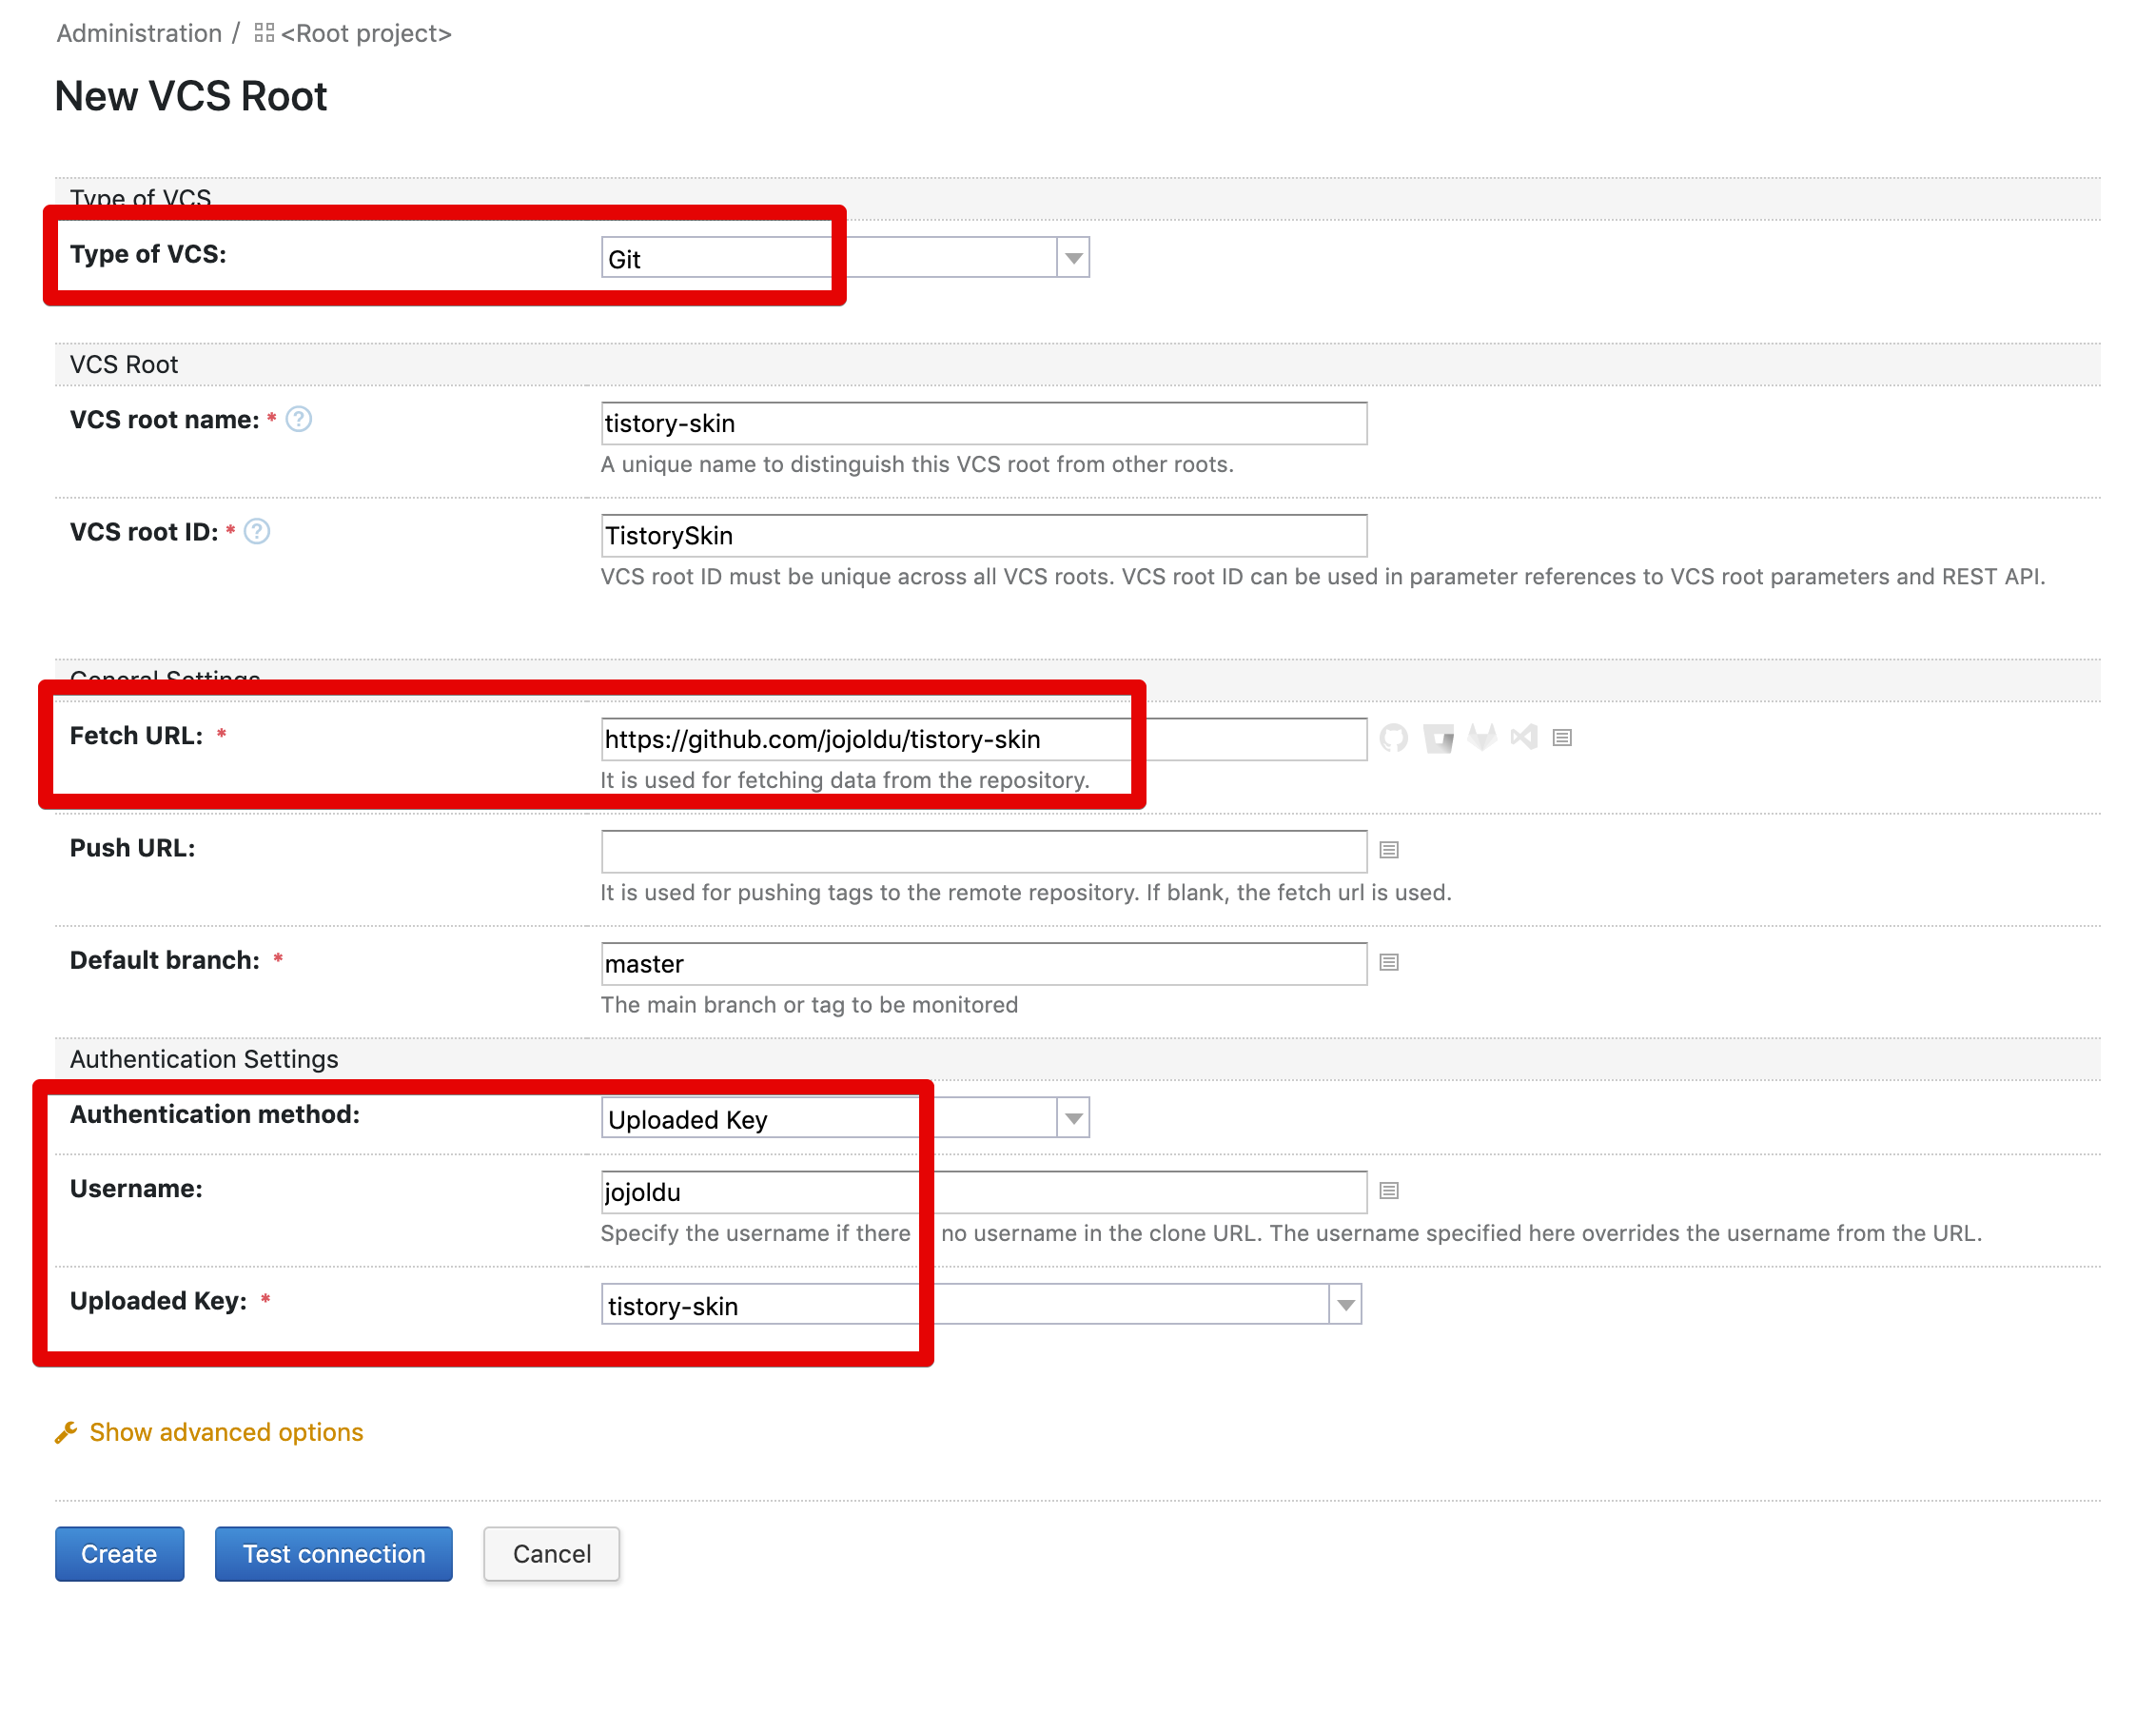 Administration / <Root project>
New VCS Root
Type of VCS
Type of VCS: Git
VCS Root
VCS root name: * ? tistory-skin
A unique name to distinguish this VCS root from other roots.
VCS root ID: * ? TistorySkin
VCS root ID must be unique across all VCS roots. VCS root ID can be used in parameter references to VCS root parameters and REST API.
General Settings
Fetch URL: * https://github.com/jojoldu/tistory-skin
It is used for fetching data from the repository.
Push URL:
It is used for pushing tags to the remote repository. If blank, the fetch url is used.
Default branch: * master
The main branch or tag to be monitored
Authentication Settings
Authentication method: Uploaded Key
Username: jojoldu
Specify the username if there no username in the clone URL. The username specified here overrides the username from the URL.
Uploaded Key: * tistory-skin
Show advanced options
Create Test connection Cancel